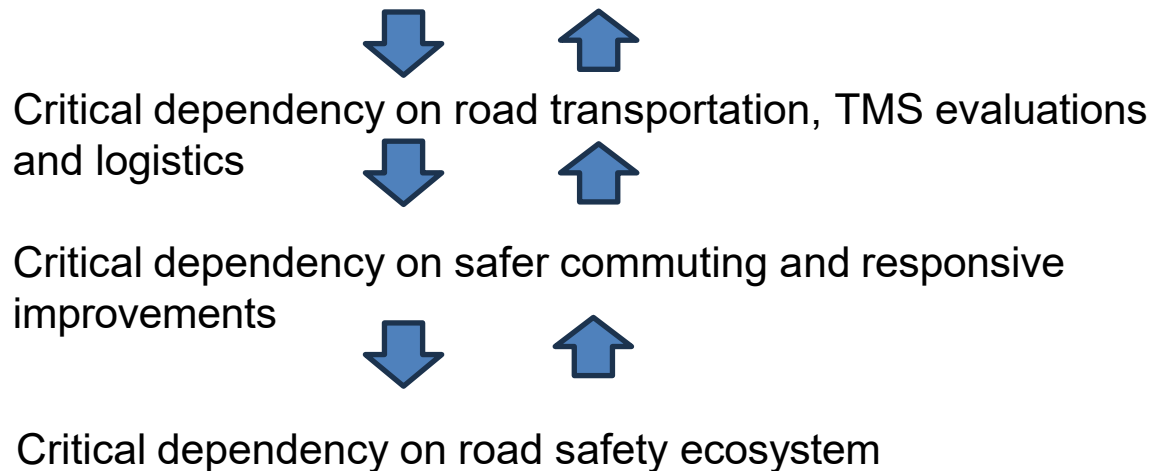 Critical dependency on road transportation, TMS evaluations
and logistics
Critical dependency on safer commuting and responsive
improvements
Critical dependency on road safety ecosystem